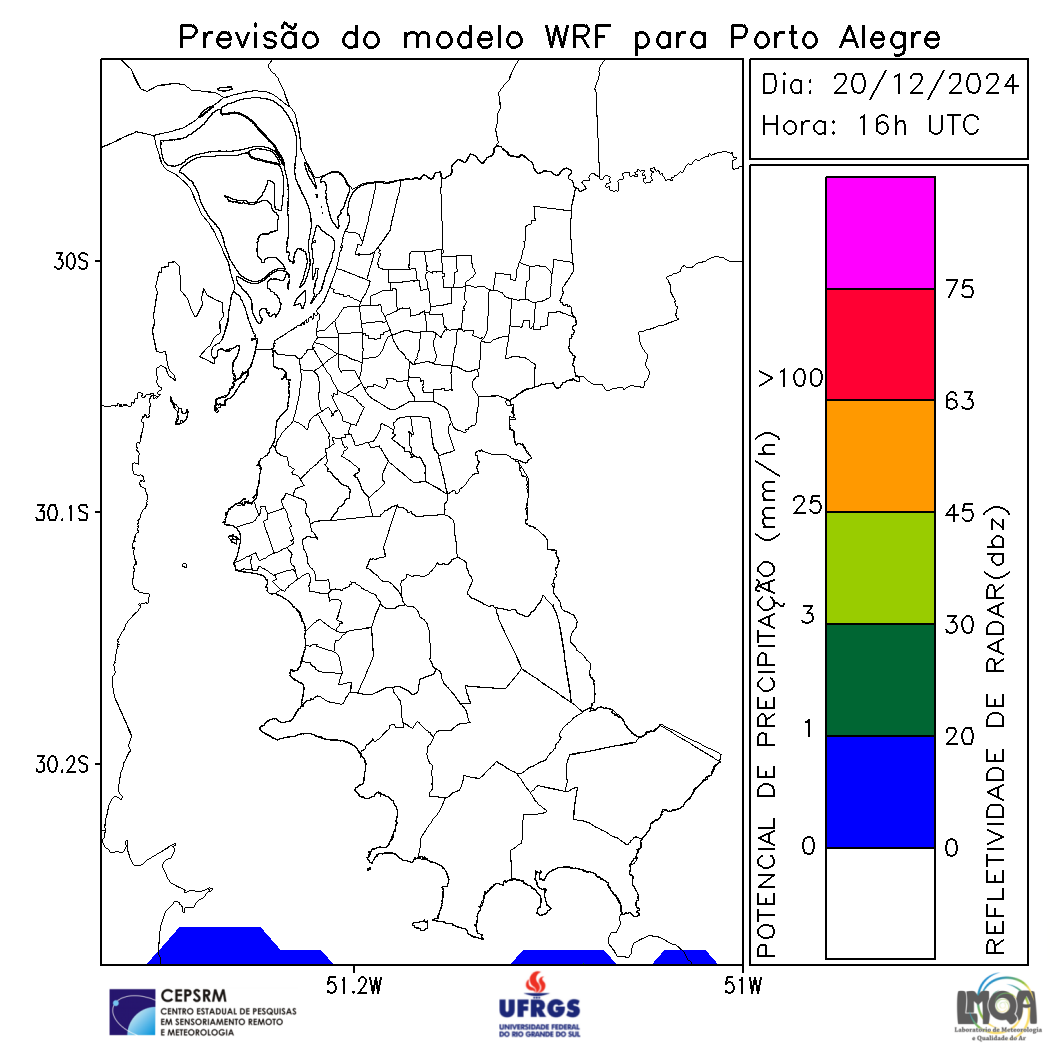 Previsão do modelo WRF para Porto Alegre
Dia: 20/12/2024
Hora: 16h UTC
30S
30.1S
30.2S
51.2W
51W
POTENCIAL DE PRECIPITAÇÃO (mm/h)
>100
25
3
1
0
75
63
45
30
20
0
REFLETIVIDADE DE RADAR(dbz)
CEPSRM
CENTRO ESTADUAL DE PESQUISAS
EM SENSORIAMENTO REMOTO
E METEOROLOGIA
UFRGS
UNIVERSIDADE FEDERAL
DO RIO GRANDE DO SUL
LMQA
Laboratório de Meteorologia
e Qualidade do Ar